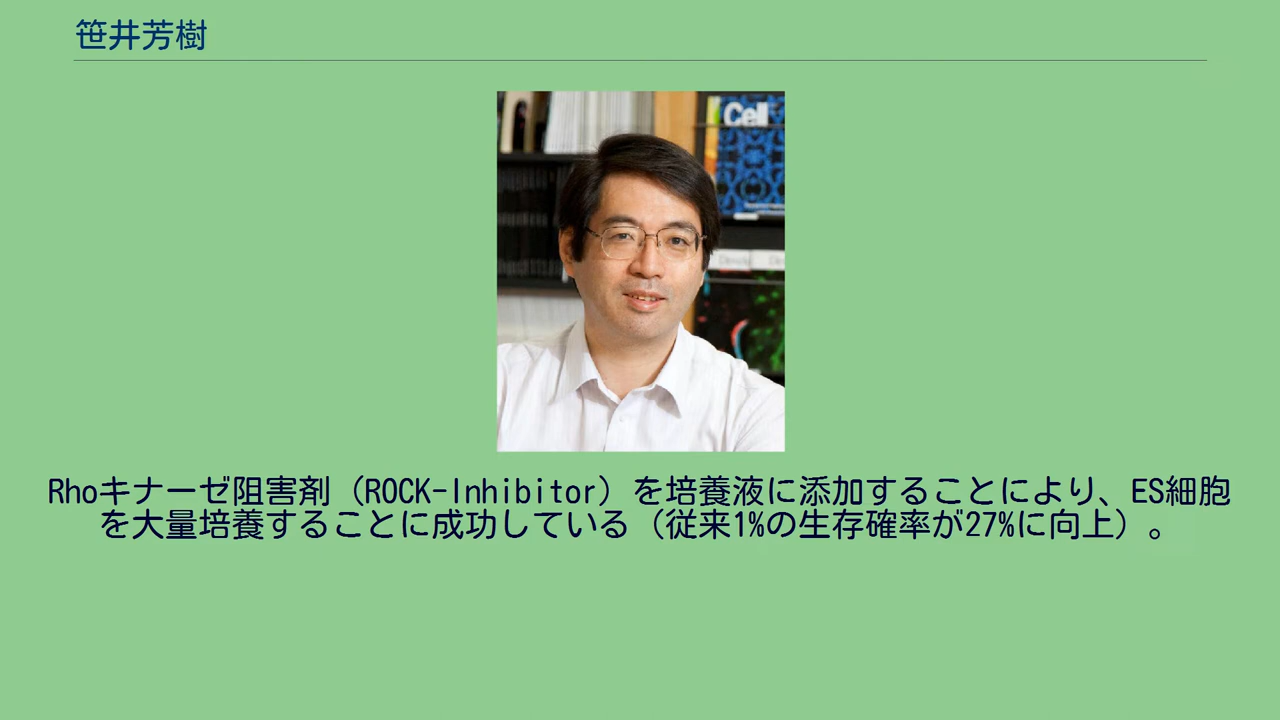 笹井芳樹
Cell
Rhoキナーゼ阻害剤（ROCK-Inhibitor）を培養液に添加することにより、ES細胞
を大量培養することに成功している（従来1%の生存確率が27%に向上）。